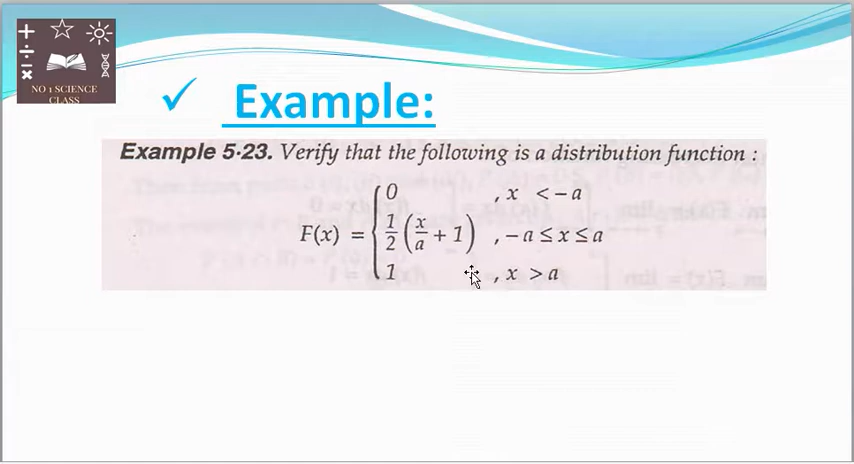 NO 1 SCIENCE
CLASS
✓ Example:
Example 5·23. Verify that the following is a distribution function :
0 , x < – a
F(x) = { 1/2 (x/a + 1) , – a ≤ x ≤ a
1 , x > a